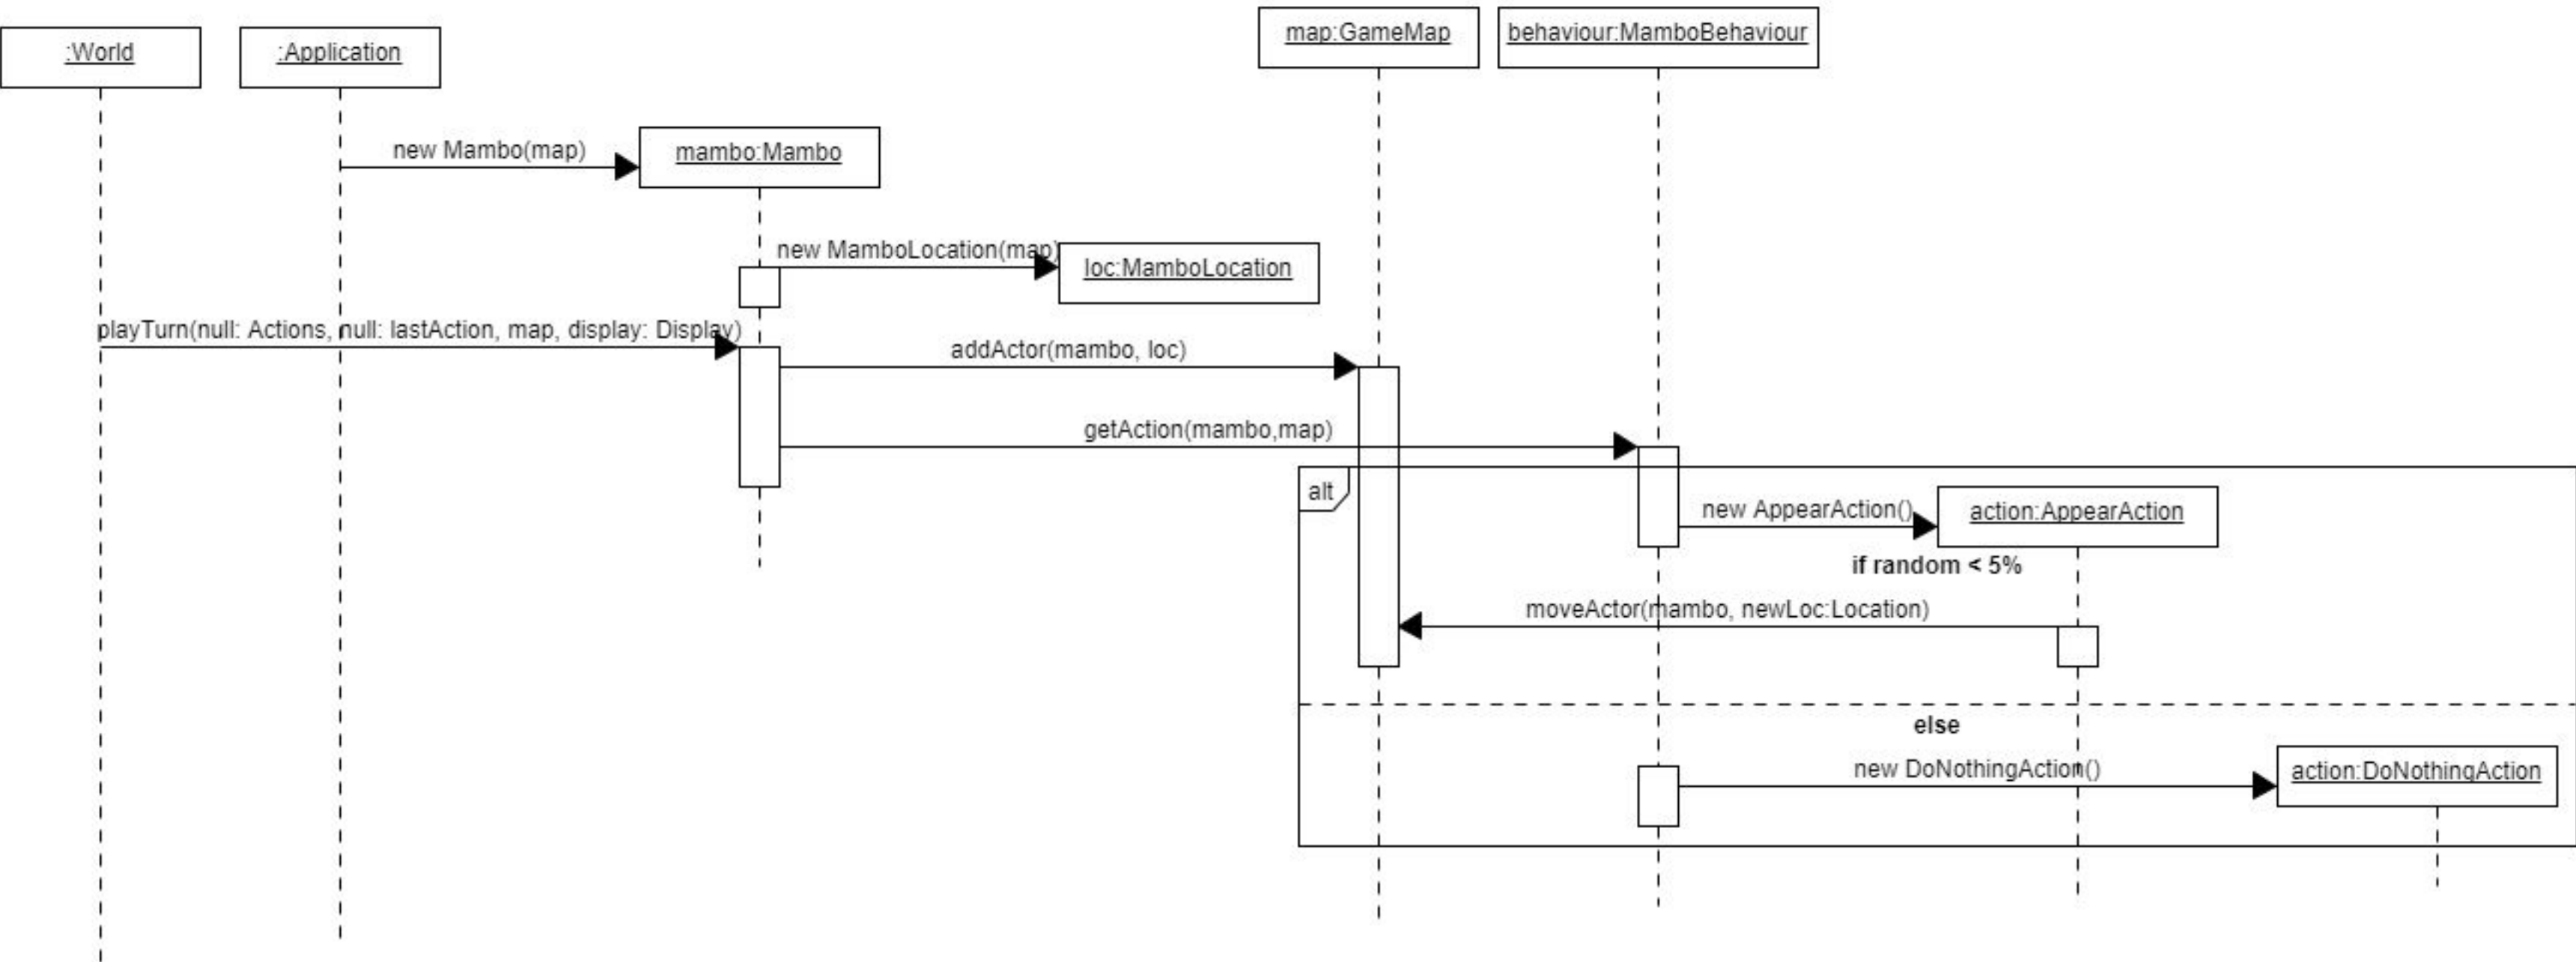 :World
:Application
map:GameMap
behaviour:MamboBehaviour
new Mambo(map)
mambo:Mambo
new MamboLocation(map)
loc:MamboLocation
playTurn(null: Actions, null: lastAction, map, display: Display)
addActor(mambo, loc)
getAction(mambo,map)
alt
new AppearAction()
action:AppearAction
if random < 5%
moveActor(mambo, newLoc:Location)
else
new DoNothingAction()
action:DoNothingAction